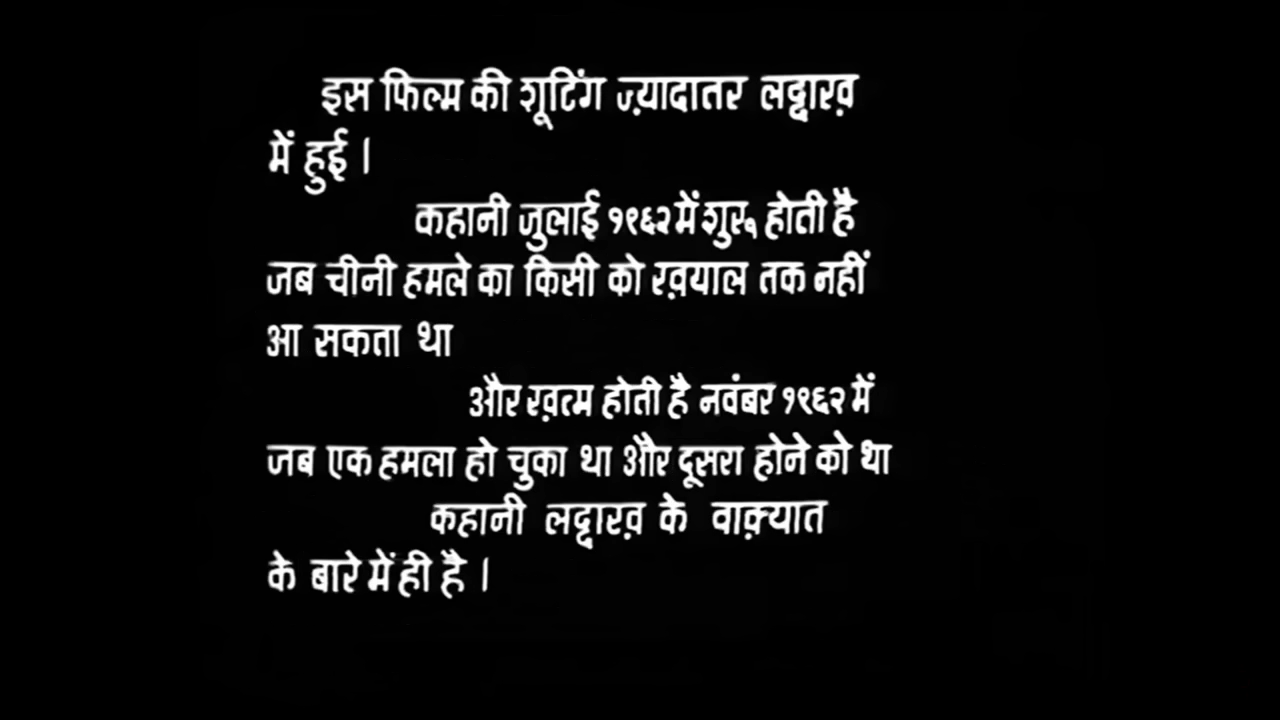 इस फिल्म की शूटिंग ज़्यादातर लद्दाख़
में हुई ।
कहानी जुलाई १९६२ में शुरू होती है
जब चीनी हमले का किसी को ख़याल तक नहीं
आ सकता था
और ख़त्म होती है नवंबर १९६२ में
जब एक हमला हो चुका था और दूसरा होने को था
कहानी लद्दाख़ के वाक़्यात
के बारे में ही है ।